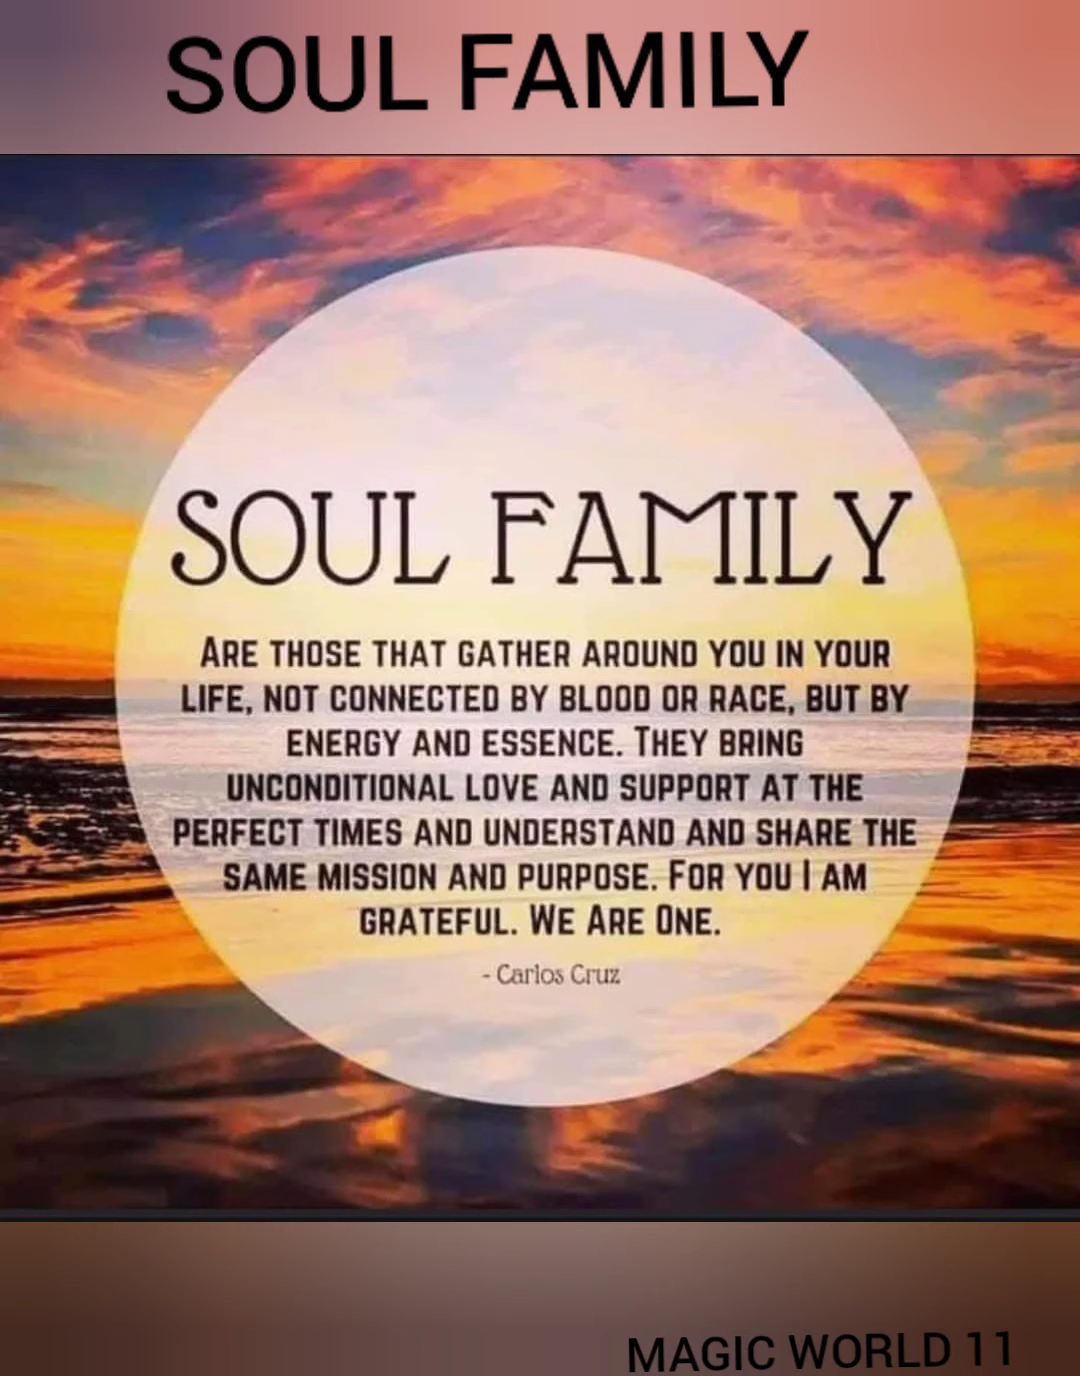 SOUL FAMILY
SOUL FAMILY
ARE THOSE THAT GATHER AROUND YOU IN YOUR
LIFE, NOT CONNECTED BY BLOOD OR RACE, BUT BY
ENERGY AND ESSENCE. THEY BRING
UNCONDITIONAL LOVE AND SUPPORT AT THE
PERFECT TIMES AND UNDERSTAND AND SHARE THE
SAME MISSION AND PURPOSE. FOR YOU I AM
GRATEFUL. WE ARE ONE.
- Carlos Cruz
MAGIC WORLD 11